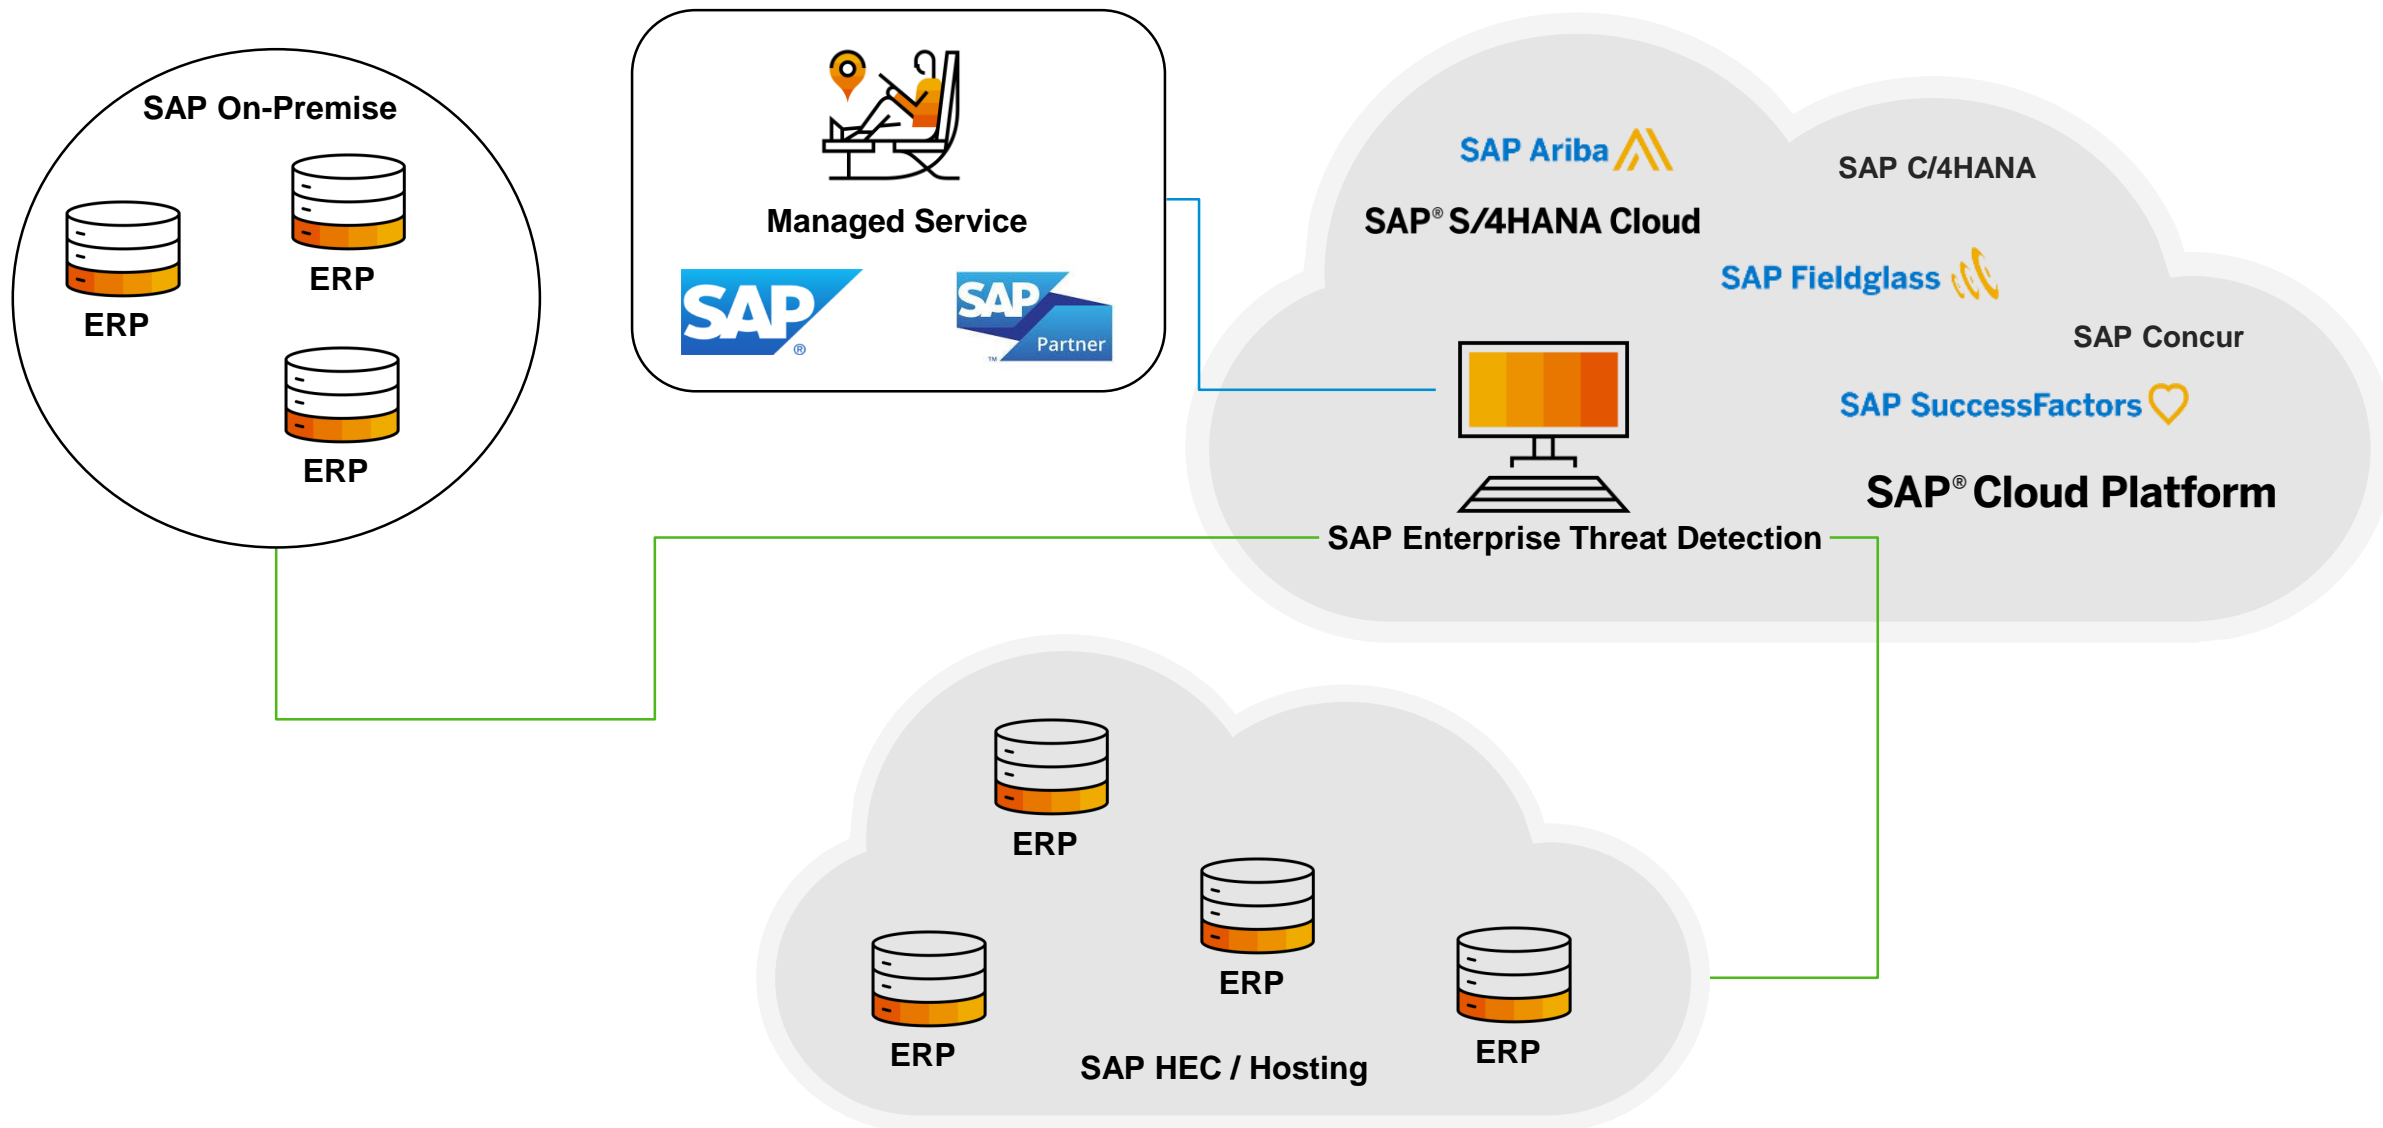 SAP On-Premise
ERP
ERP
ERP
Managed Service
SAP®
SAP
™ Partner
SAP Ariba
SAP C/4HANA
SAP® S/4HANA Cloud
SAP Fieldglass
SAP Concur
SAP SuccessFactors
SAP® Cloud Platform
SAP Enterprise Threat Detection
ERP
ERP
ERP
ERP
SAP HEC / Hosting